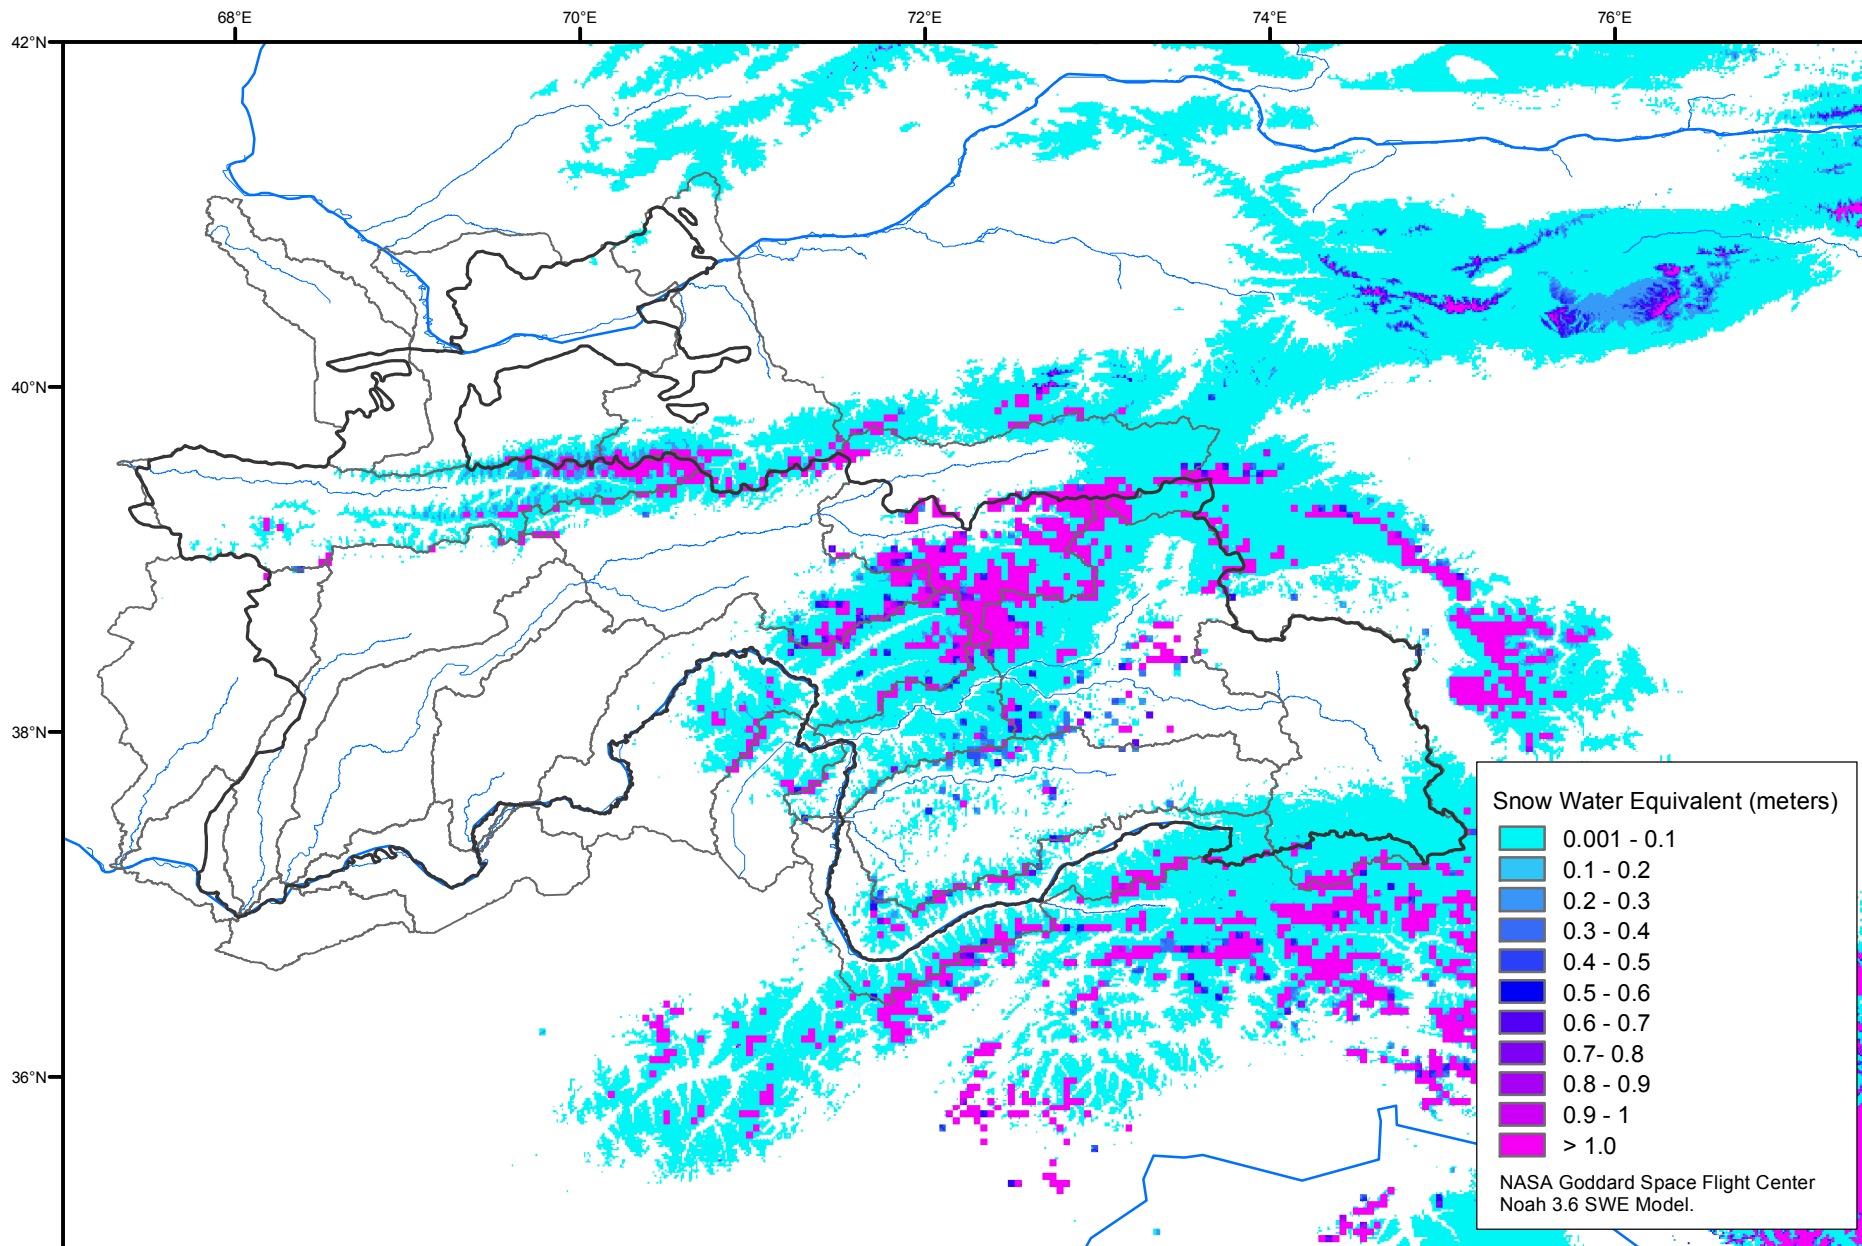 68°E
70°E
72°E
74°E
76°E
42°N
40°N
38°N
36°N
Snow Water Equivalent (meters)
0.001 - 0.1
0.1 - 0.2
0.2 - 0.3
0.3 - 0.4
0.4 - 0.5
0.5 - 0.6
0.6 - 0.7
0.7- 0.8
0.8 - 0.9
0.9 - 1
> 1.0
NASA Goddard Space Flight Center
Noah 3.6 SWE Model.